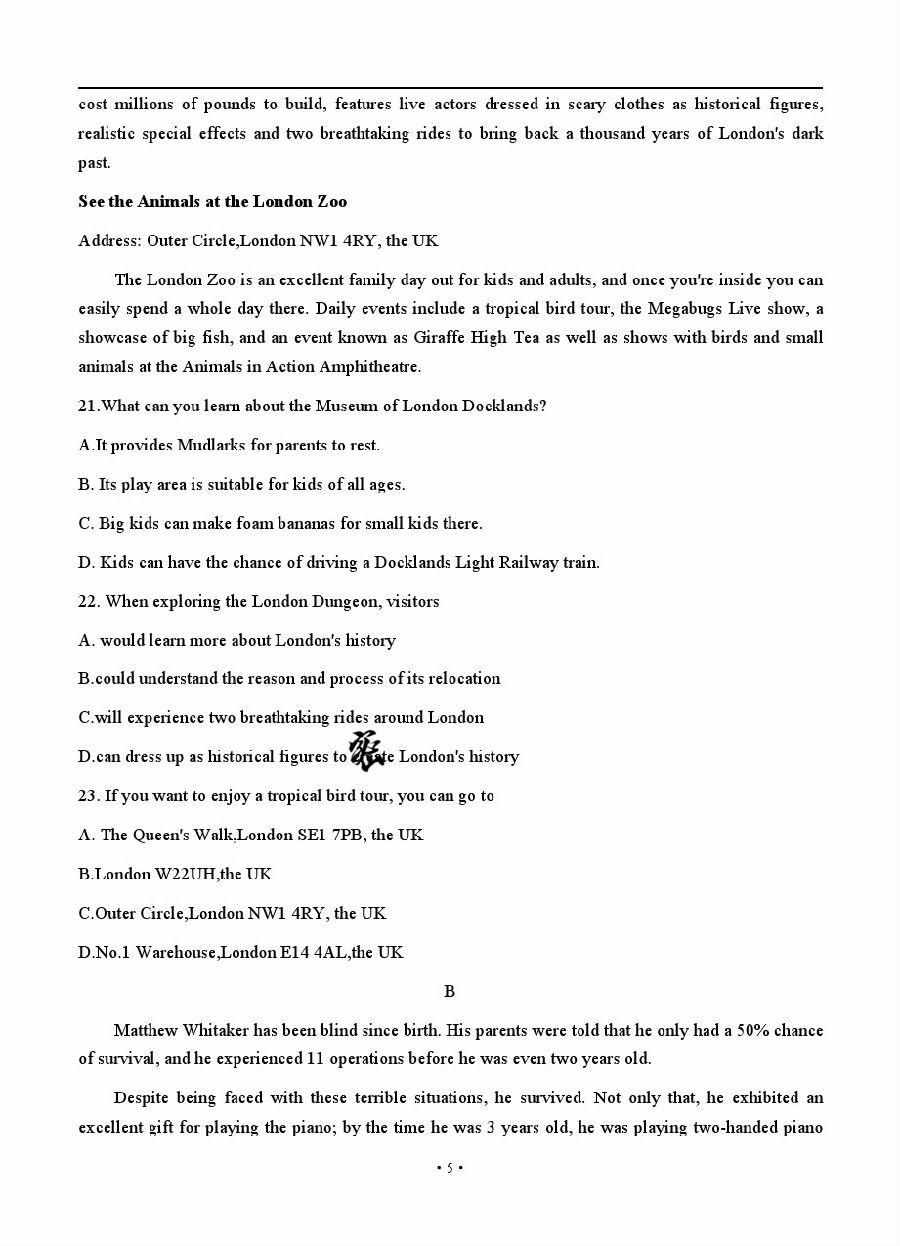 cost millions of pounds to build, features live actors dressed in scary clothes as historical figures,
realistic special effects and two breathtaking rides to bring back a thousand years of London's dark
past.
See the Animals at the London Zoo
Address: Outer Circle,London NW1 4RY, the UK
The London Zoo is an excellent family day out for kids and adults, and once you're inside you can
easily spend a whole day there. Daily events include a tropical bird tour, the Megabugs Live show, a
showcase of big fish, and an event known as Giraffe High Tea as well as shows with birds and small
animals at the Animals in Action Amphitheatre.
21.What can you learn about the Museum of London Docklands?
A.It provides Mudlarks for parents to rest.
B. Its play area is suitable for kids of all ages.
C. Big kids can make foam bananas for small kids there.
D. Kids can have the chance of driving a Docklands Light Railway train.
22. When exploring the London Dungeon, visitors
A. would learn more about London's history
B.could understand the reason and process of its relocation
C.will experience two breathtaking rides around London
D.can dress up as historical figures to London's history
23. If you want to enjoy a tropical bird tour, you can go to
A. The Queen's Walk,London SE1 7PB, the UK
B.London W22UH,the UK
C.Outer Circle,London NW1 4RY, the UK
D.No.1 Warehouse,London E14 4AL,the UK
B
Matthew Whitaker has been blind since birth. His parents were told that he only had a 50% chance
of survival, and he experienced 11 operations before he was even two years old.
Despite being faced with these terrible situations, he survived. Not only that, he exhibited an
excellent gift for playing the piano; by the time he was 3 years old, he was playing two-handed piano
• 5 •